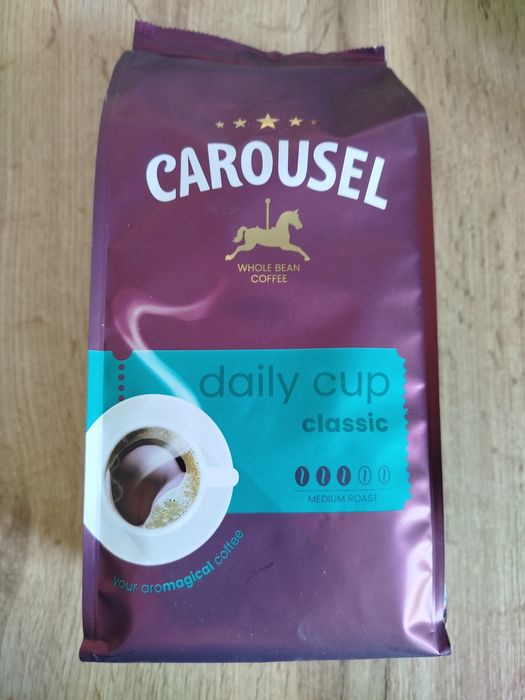 CAROUSEL
WHOLE BEAN
COFFEE
daily cup
classic
MEDIUM ROAST
your aromagical coffee